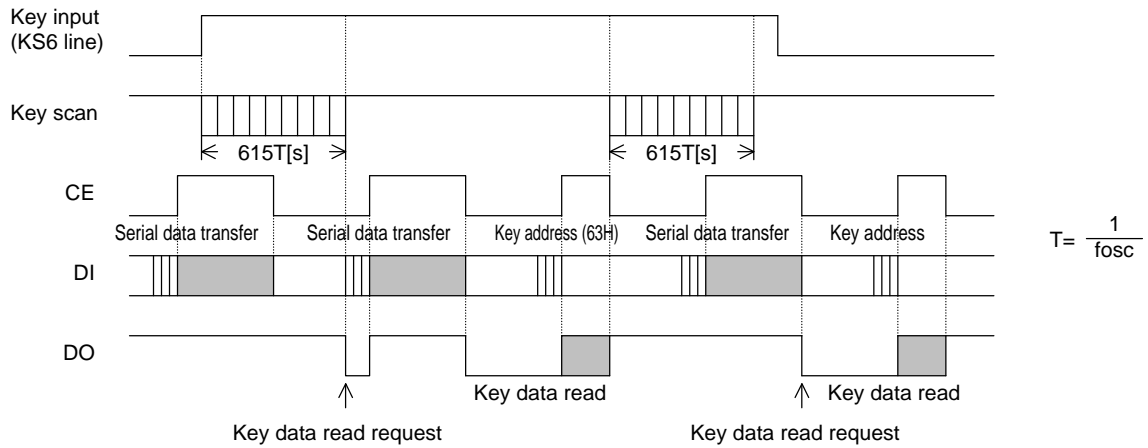 Key input
(KS6 line)
Key scan
615T[s] 615T[s]
CE
Serial data transfer Serial data transfer Key address (63H) Serial data transfer Key address
T= 1
fosc
DI
DO
Key data read Key data read
Key data read request Key data read request